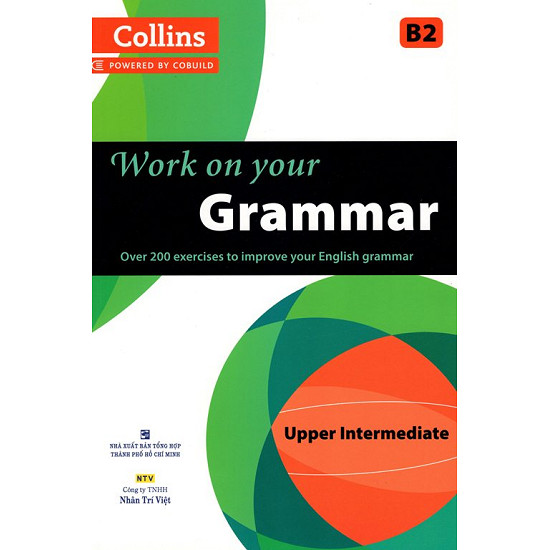 Collins
POWERED BY COBUILD
B2
Work on your
Grammar
Over 200 exercises to improve your English grammar
Upper Intermediate
NHÀ XUẤT BẢN TỔNG HỢP
THÀNH PHỐ HỒ CHÍ MINH
NTV
Công ty TNHH
Nhân Trí Việt